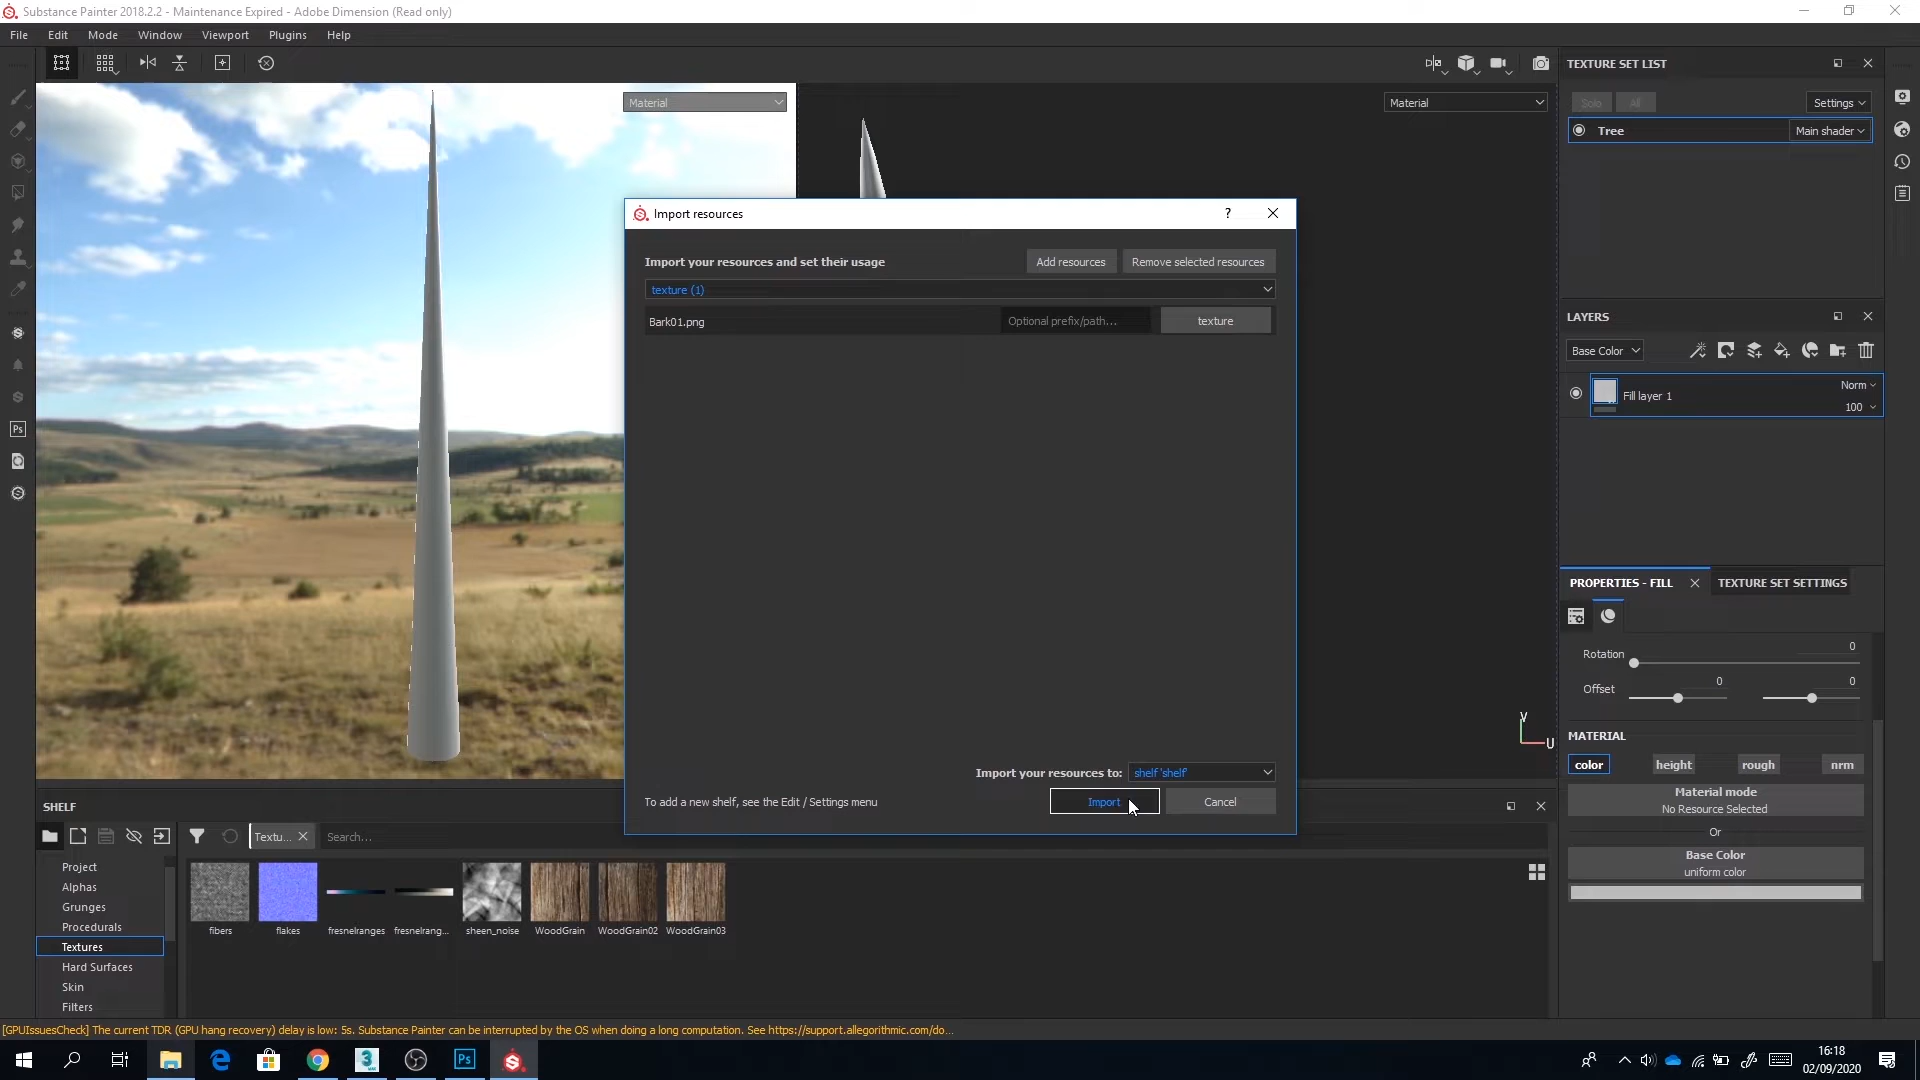 Substance Painter 2018.2.2 - Maintenance Expired - Adobe Dimension (Read only)
File Edit Mode Window Viewport Plugins Help
Material
Material
TEXTURE SET LIST
Solo All Settings
Tree Main shader
Import resources
?
Import your resources and set their usage
Add resources
Remove selected resources
texture (1)
Bark01.png
Optional prefix/path...
texture
Import your resources to: shelf 'shelf'
To add a new shelf, see the Edit / Settings menu
Import
Cancel
LAYERS
Base Color
Fill layer 1
Norm
100
PROPERTIES - FILL
TEXTURE SET SETTINGS
Rotation 0
Offset 0 0
MATERIAL
color height rough nrm
Material mode
No Resource Selected
Or
Base Color
uniform color
V
U
Ps
SHELF
Textu...
Search...
Project
Alphas
Grunges
Procedurals
Textures
Hard Surfaces
Skin
Filters
fibers flakes fresnelranges fresnelrang... sheen_noise WoodGrain WoodGrain02 WoodGrain03
[GPUIssuesCheck] The current TDR (GPU hang recovery) delay is low: 5s. Substance Painter can be interrupted by the OS when doing a long computation. See https://support.allegorithmic.com/do...
3
Ps
16:18
02/09/2020